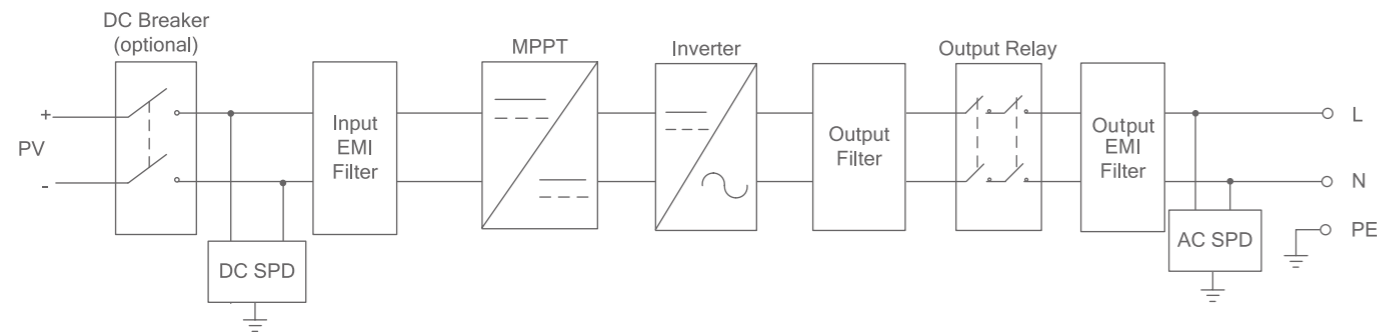 DC Breaker
(optional)
MPPT
Inverter
Output Relay
+
PV
-
Input
EMI
Filter
Output
Filter
Output
EMI
Filter
L
N
PE
DC SPD
AC SPD